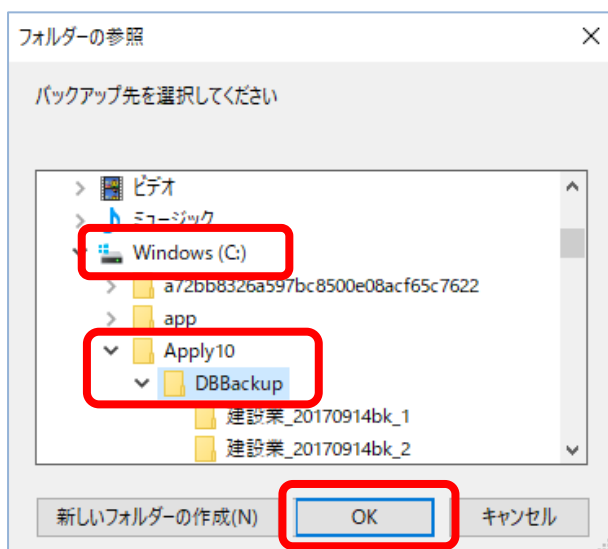 フォルダーの参照
バックアップ先を選択してください
ビデオ
ミュージック
Windows (C:)
a72bb8326a597bc8500e08acf65c7622
app
Apply10
DBBackup
建設業_20170914bk_1
建設業_20170914bk_2
新しいフォルダーの作成(N) OK キャンセル